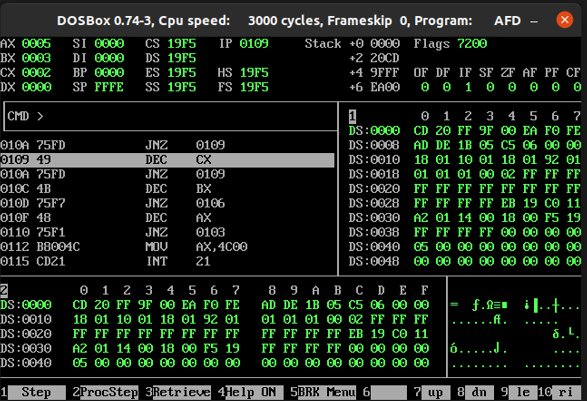 DOSBox 0.74-3, Cpu speed: 3000 cycles, Frameskip 0, Program: AFD
AX 0005 SI 0000 CS 19F5 IP 0109 Stack +0 0000 Flags 7200
BX 0003 DI 0000 DS 19F5 +2 20CD
CX 0002 BP 0000 ES 19F5 HS 19F5 +4 9FFF OF DF IF SF ZF AF PF CF
DX 0000 SP FFFE SS 19F5 FS 19F5 +6 EA00 0 0 1 0 0 0 0 0
CMD >
1 0 1 2 3 4 5 6 7
DS:0000 CD 20 FF 9F 00 EA F0 FE
010A 75FD JNZ 0109 DS:0008 AD DE 1B 05 C5 06 00 00
0109 49 DEC CX DS:0010 18 01 10 01 18 01 92 01
010A 75FD JNZ 0109 DS:0018 01 01 01 00 02 FF FF FF
010C 4B DEC BX DS:0020 FF FF FF FF FF FF FF FF
010D 75F7 JNZ 0106 DS:0028 FF FF FF FF EB 19 C0 11
010F 48 DEC AX DS:0030 A2 01 14 00 18 00 F5 19
0110 75F1 JNZ 0103 DS:0038 FF FF FF FF 00 00 00 00
0112 B8004C MOV AX,4C00 DS:0040 05 00 00 00 00 00 00 00
0115 CD21 INT 21 DS:0048 00 00 00 00 00 00 00 00
2 0 1 2 3 4 5 6 7 8 9 A B C D E F
DS:0000 CD 20 FF 9F 00 EA F0 FE AD DE 1B 05 C5 06 00 00
DS:0010 18 01 10 01 18 01 92 01 01 01 01 00 02 FF FF FF
DS:0020 FF FF FF FF FF FF FF FF FF FF FF FF EB 19 C0 11
DS:0030 A2 01 14 00 18 00 F5 19 FF FF FF FF 00 00 00 00
DS:0040 05 00 00 00 00 00 00 00 00 00 00 00 00 00 00 00
1 Step 2ProcStep 3Retrieve 4Help ON 5BRK Menu 6 7 up 8 dn 9 le 10 ri